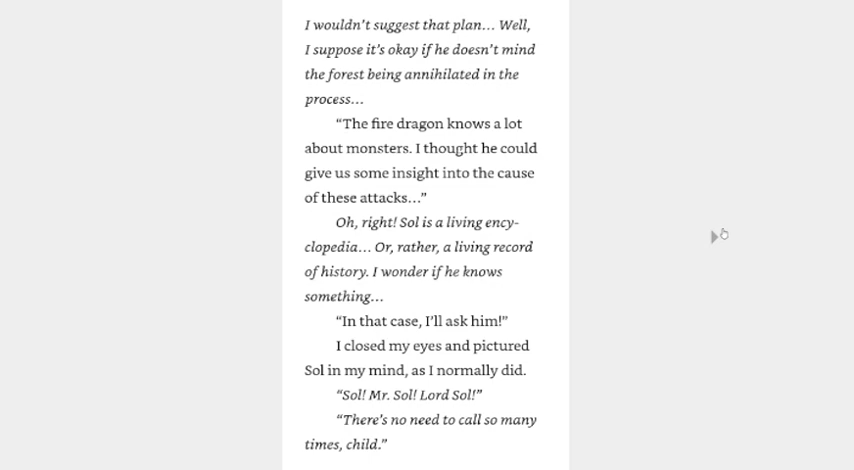 I wouldn’t suggest that plan… Well,
I suppose it’s okay if he doesn’t mind
the forest being annihilated in the
process…
“The fire dragon knows a lot
about monsters. I thought he could
give us some insight into the cause
of these attacks…”
Oh, right! Sol is a living ency-
clopedia… Or, rather, a living record
of history. I wonder if he knows
something…
“In that case, I’ll ask him!”
I closed my eyes and pictured
Sol in my mind, as I normally did.
“Sol! Mr. Sol! Lord Sol!”
“There’s no need to call so many
times, child.”